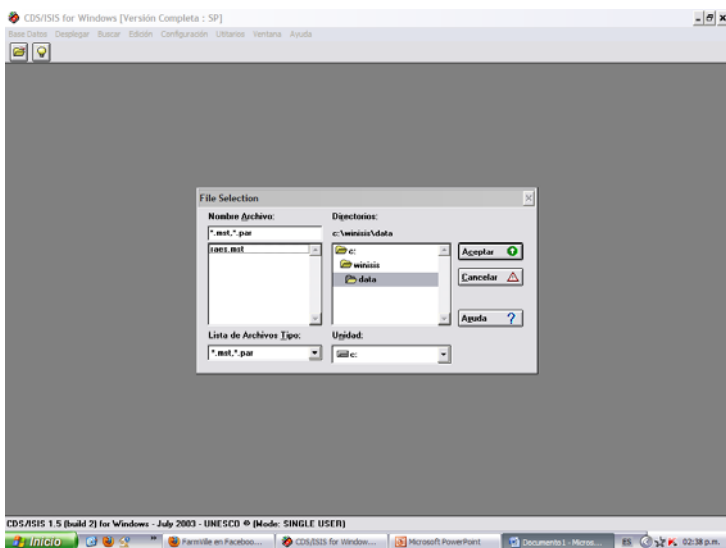 CDS/ISIS for Windows [Versión Completa : SP]
Base Datos Desplegar Buscar Edición Configuración Utilitarios Ventana Ayuda
File Selection
Nombre Archivo:
Directorios:
*.mst,*.par
c:\winisis\data
saes.mst
c:
winisis
data
Aceptar
Cancelar
Ayuda
Lista de Archivos Tipo:
Unidad:
*.mst,*.par
c:
CDS/ISIS 1.5 (build 2) for Windows - July 2003 - UNESCO © (Mode: SINGLE USER)
Inicio
FarmVille en Faceboo...
CDS/ISIS for Window...
Microsoft PowerPoint
Documento1 - Micros...
ES
02:38 p.m.